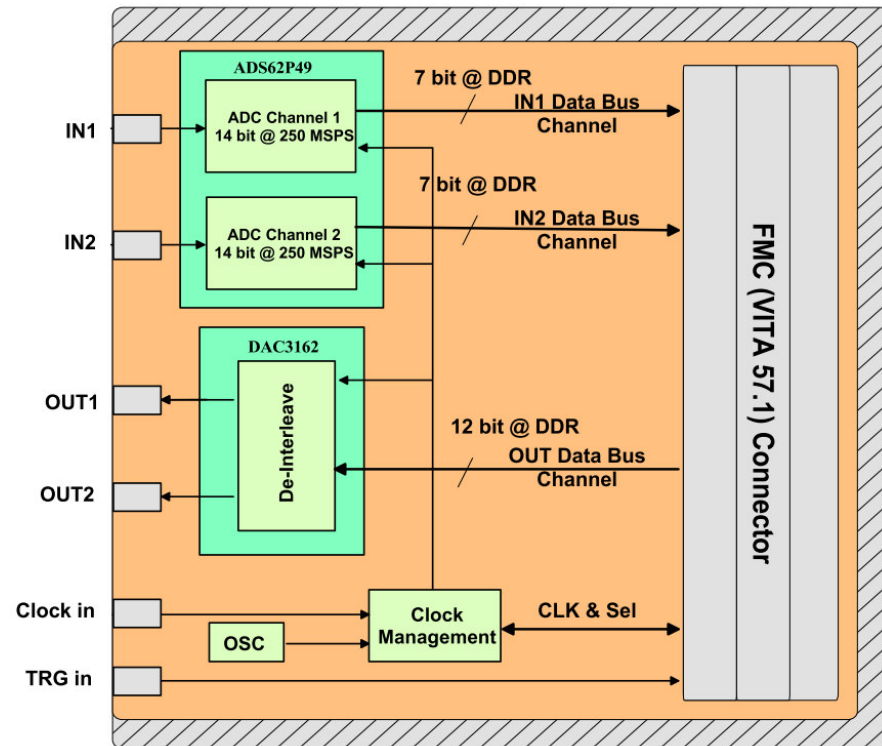 ADS62P49
IN1
ADC Channel 1
14 bit @ 250 MSPS
7 bit @ DDR
IN1 Data Bus
Channel
IN2
ADC Channel 2
14 bit @ 250 MSPS
7 bit @ DDR
IN2 Data Bus
Channel
FMC (VITA 57.1) Connector
DAC3162
De-Interleave
OUT1
OUT2
12 bit @ DDR
OUT Data Bus
Channel
Clock in
OSC
Clock
Management
CLK & Sel
TRG in